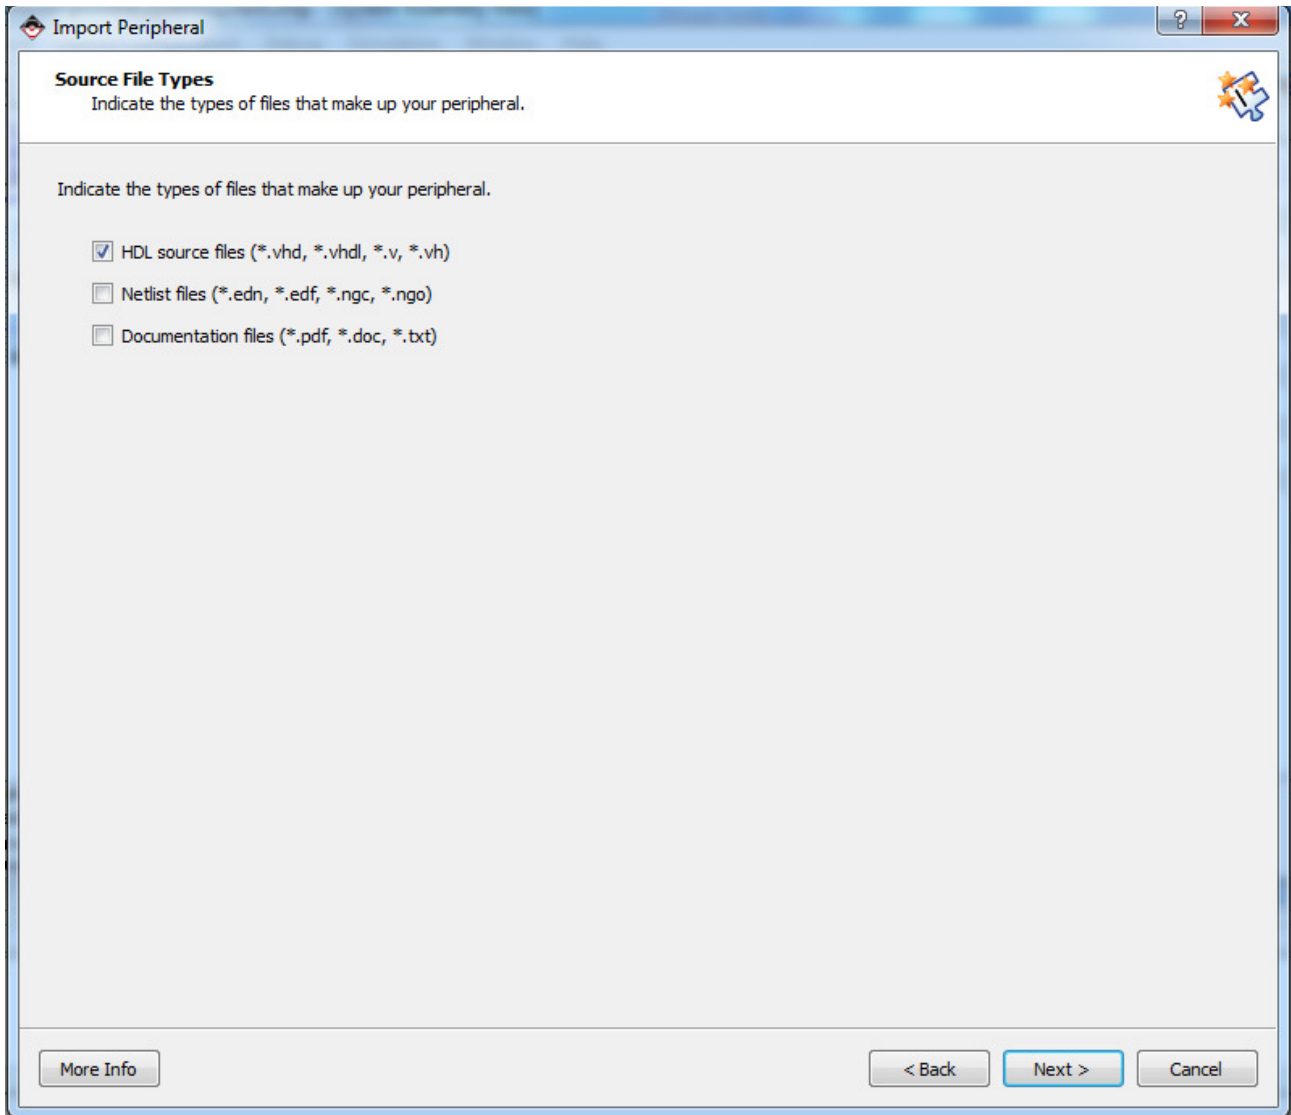 Import Peripheral
?
X
Source File Types
Indicate the types of files that make up your peripheral.
Indicate the types of files that make up your peripheral.
HDL source files (*.vhd, *.vhdl, *.v, *.vh)
Netlist files (*.edn, *.edf, *.ngc, *.ngo)
Documentation files (*.pdf, *.doc, *.txt)
More Info
< Back
Next >
Cancel